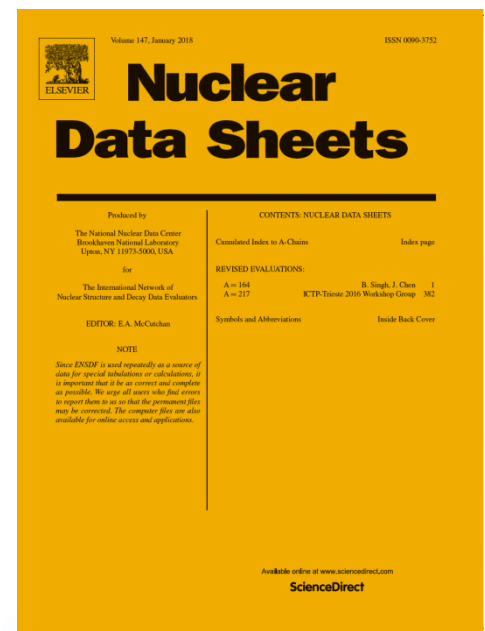 Volume 147, January 2018 ISSN 0090-3752
ELSEVIER
Nuclear
Data Sheets
Produced by
The National Nuclear Data Center
Brookhaven National Laboratory
Upton, NY 11973-5000, USA
for
The International Network of
Nuclear Structure and Decay Data Evaluators
EDITOR: E.A. McCutchan
NOTE
Since ENSDF is used repeatedly as a source of
data for special tabulations or calculations, it
is important that it be as correct and complete
as possible. We urge all users who find errors
to report them to us so that the permanent files
may be corrected. The computer files are also
available for online access and applications.
CONTENTS: NUCLEAR DATA SHEETS
Cumulated Index to A-Chains Index page
REVISED EVALUATIONS:
A = 164 B. Singh, J. Chen 1
A = 217 ICTP-Trieste 2016 Workshop Group 382
Symbols and Abbreviations Inside Back Cover
Available online at www.sciencedirect.com
ScienceDirect